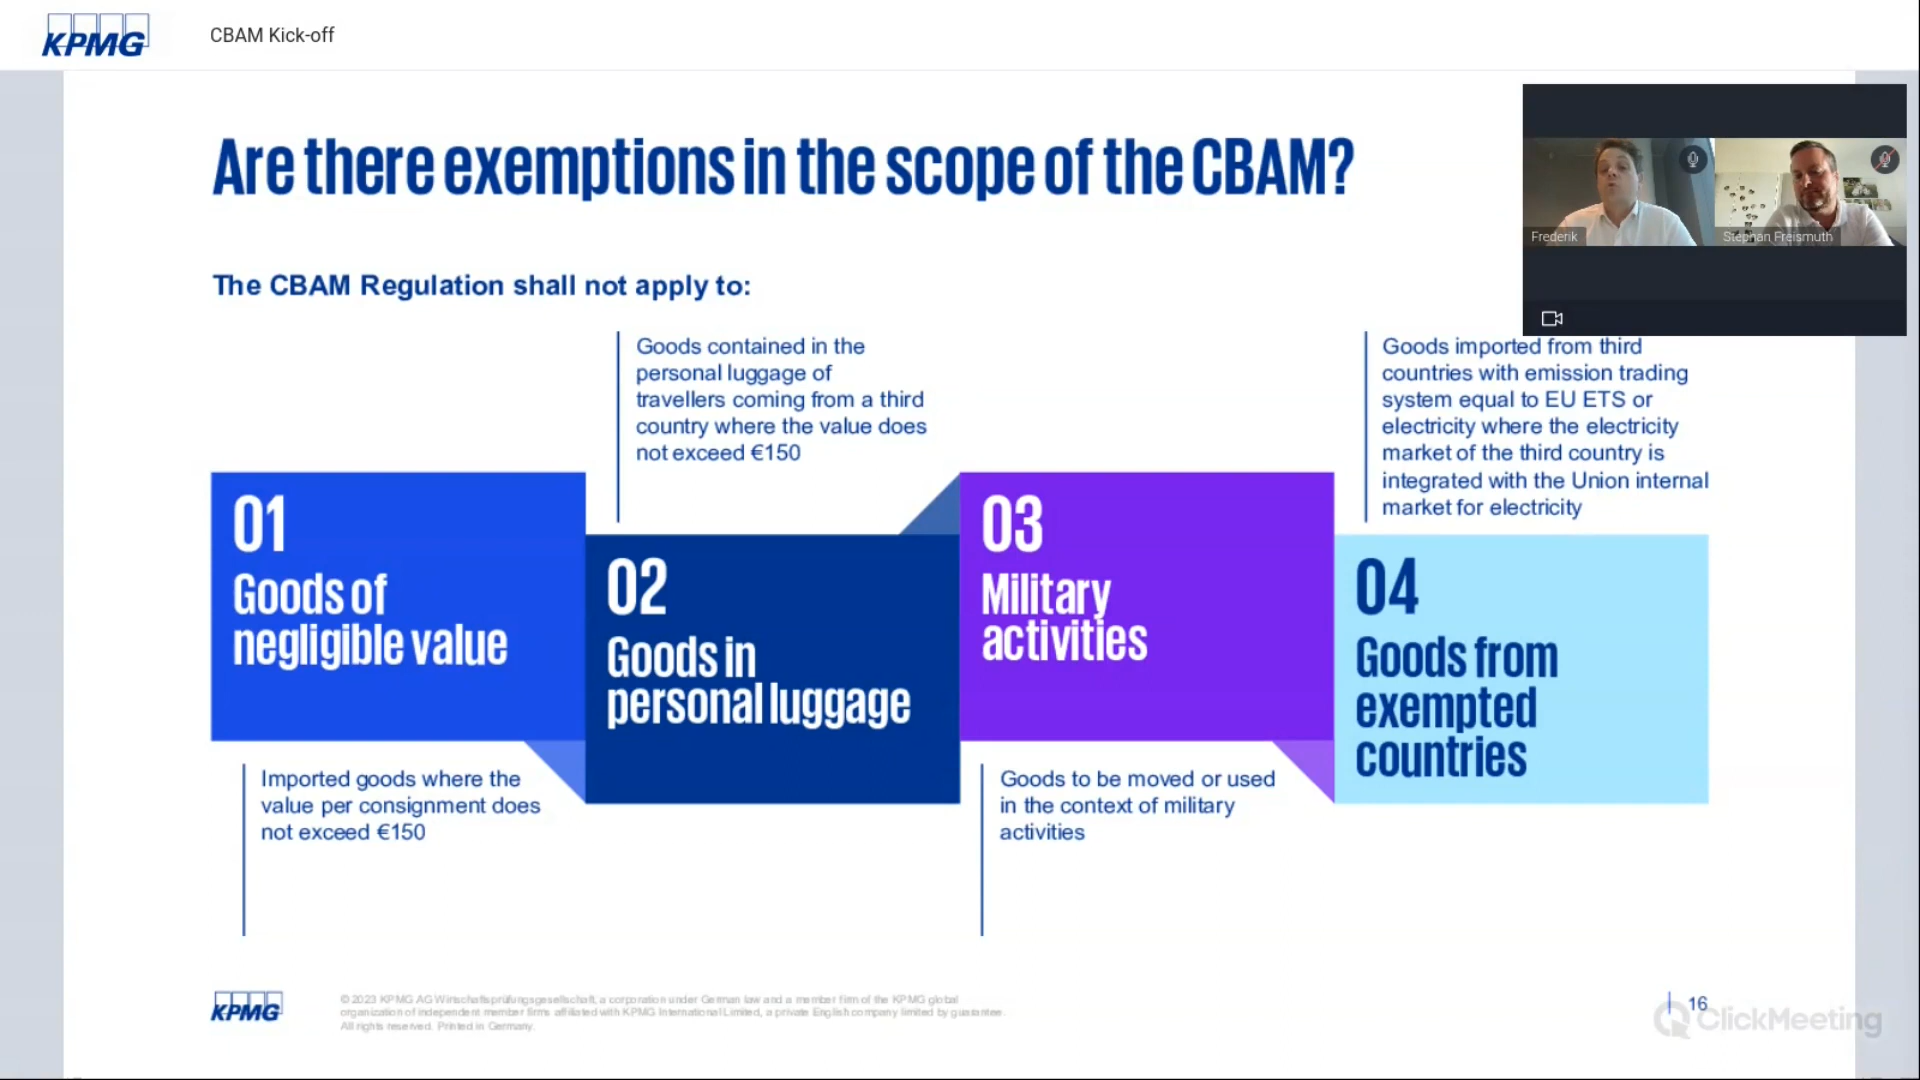 KPMG
CBAM Kick-off
Are there exemptions in the scope of the CBAM?
Frederik
Stephan Freismuth
The CBAM Regulation shall not apply to:
Goods contained in the
personal luggage of
travellers coming from a third
country where the value does
not exceed €150
Goods imported from third
countries with emission trading
system equal to EU ETS or
electricity where the electricity
market of the third country is
integrated with the Union internal
market for electricity
01
Goods of
negligible value
02
Goods in
personal luggage
03
Military
activities
04
Goods from
exempted
countries
Imported goods where the
value per consignment does
not exceed €150
Goods to be moved or used
in the context of military
activities
KPMG
© 2023 KPMG AG Wirtschaftsprüfungsgesellschaft, a corporation under German law and a member firm of the KPMG global
organization of independent member firms affiliated with KPMG International Limited, a private English company limited by guarantee.
All rights reserved. Printed in Germany.
16
ClickMeeting